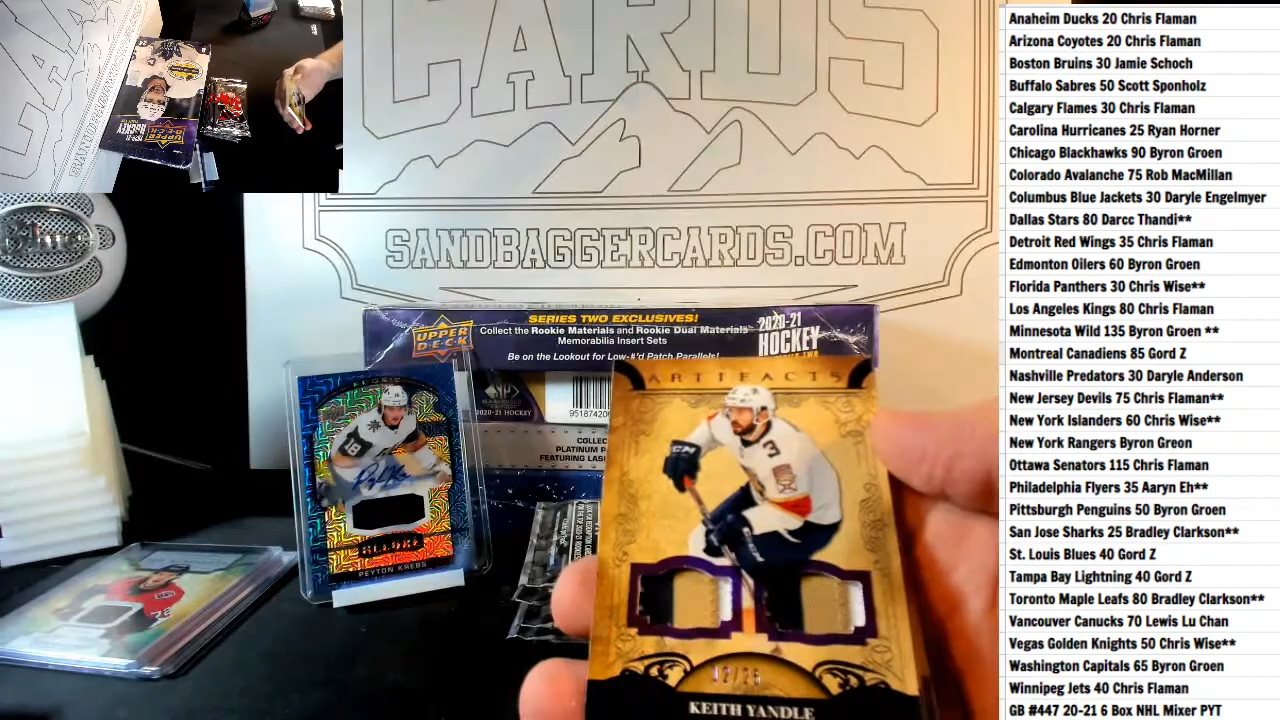 CARDS
SANDBAGGERCARDS.COM
UPPER DECK
HOCKEY
UPPER DECK
SERIES TWO EXCLUSIVES!
Collect the Rookie Materials and Rookie Dual Materials
Memorabilia Insert Sets
Be on the Lookout for Low-#'d Patch Parallels!
2020-21
HOCKEY
2020-21 HOCKEY
ARTIFACTS
3
KEITH YANDLE
18
PEYTON KREBS
Anaheim Ducks 20 Chris Flaman
Arizona Coyotes 20 Chris Flaman
Boston Bruins 30 Jamie Schoch
Buffalo Sabres 50 Scott Sponholz
Calgary Flames 30 Chris Flaman
Carolina Hurricanes 25 Ryan Horner
Chicago Blackhawks 90 Byron Groen
Colorado Avalanche 75 Rob MacMillan
Columbus Blue Jackets 30 Daryle Engelmyer
Dallas Stars 80 Darcc Thandi**
Detroit Red Wings 35 Chris Flaman
Edmonton Oilers 60 Byron Groen
Florida Panthers 30 Chris Wise**
Los Angeles Kings 80 Chris Flaman
Minnesota Wild 135 Byron Groen **
Montreal Canadiens 85 Gord Z
Nashville Predators 30 Daryle Anderson
New Jersey Devils 75 Chris Flaman**
New York Islanders 60 Chris Wise**
New York Rangers Byron Greon
Ottawa Senators 115 Chris Flaman
Philadelphia Flyers 35 Aaryn Eh**
Pittsburgh Penguins 50 Byron Groen
San Jose Sharks 25 Bradley Clarkson**
St. Louis Blues 40 Gord Z
Tampa Bay Lightning 40 Gord Z
Toronto Maple Leafs 80 Bradley Clarkson**
Vancouver Canucks 70 Lewis Lu Chan
Vegas Golden Knights 50 Chris Wise**
Washington Capitals 65 Byron Groen
Winnipeg Jets 40 Chris Flaman
GB #447 20-21 6 Box NHL Mixer PYT